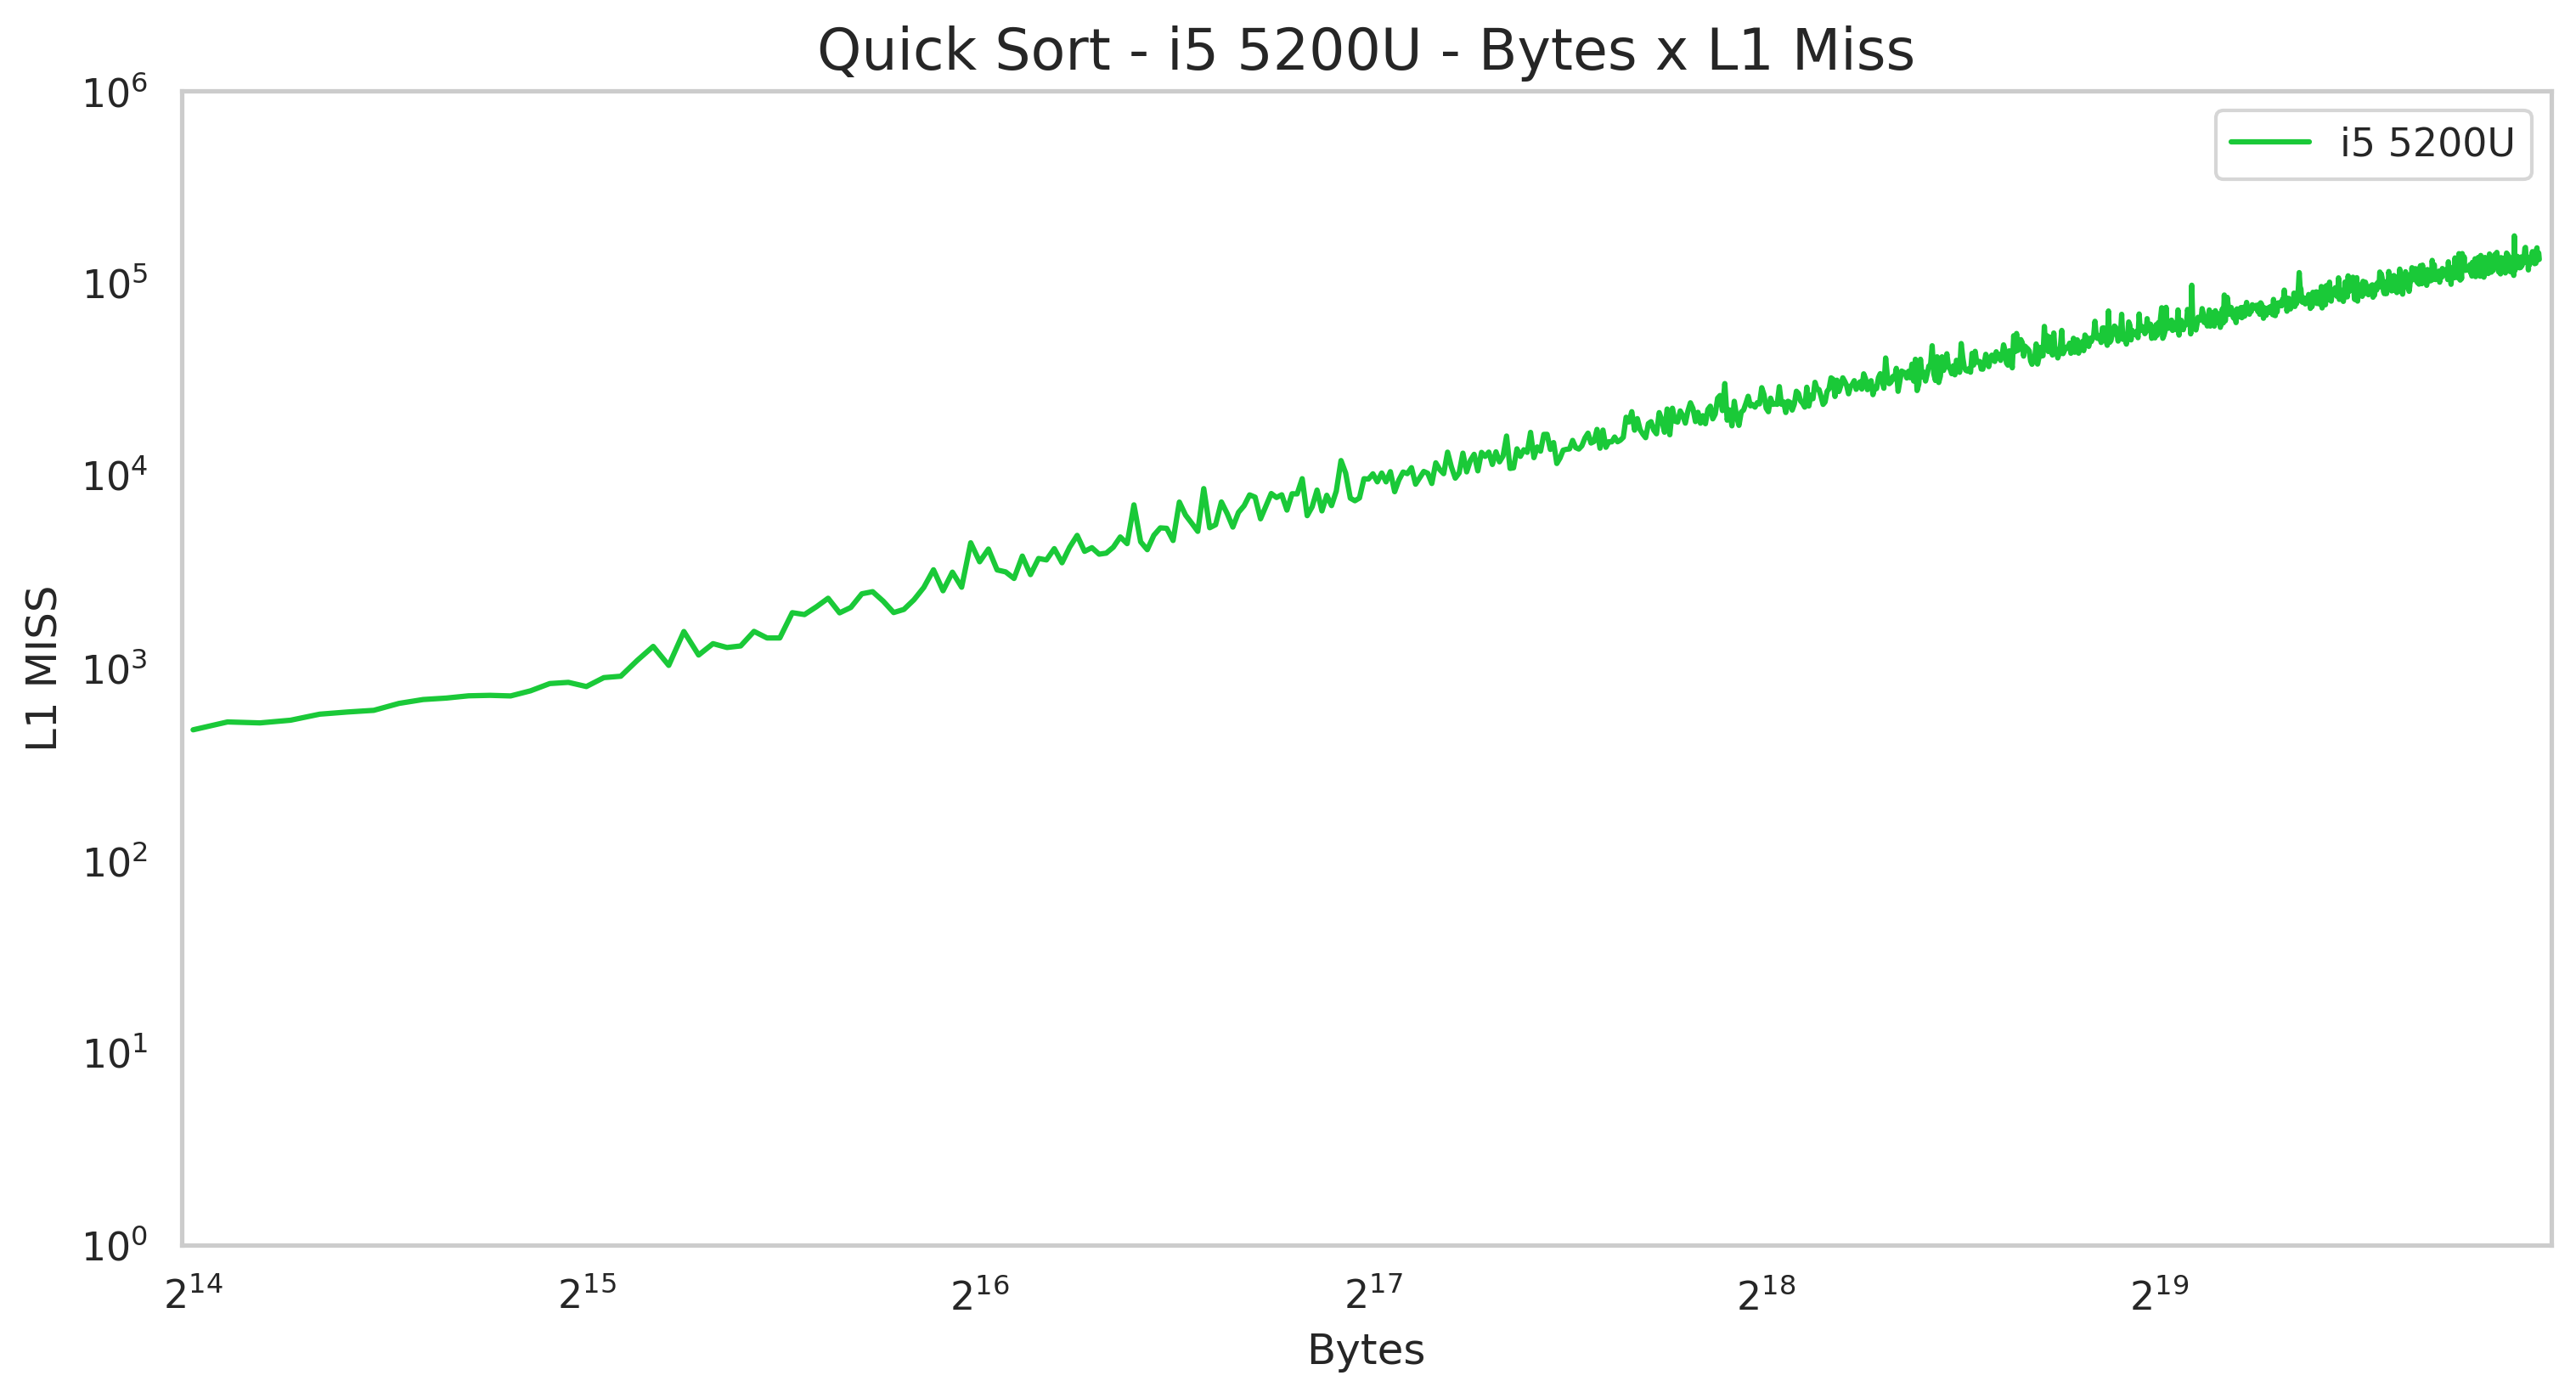 Quick Sort - i5 5200U - Bytes x L1 Miss
i5 5200U
L1 MISS
10⁶
10⁵
10⁴
10³
10²
10¹
10⁰
2¹⁴ 2¹⁵ 2¹⁶ 2¹⁷ 2¹⁸ 2¹⁹
Bytes